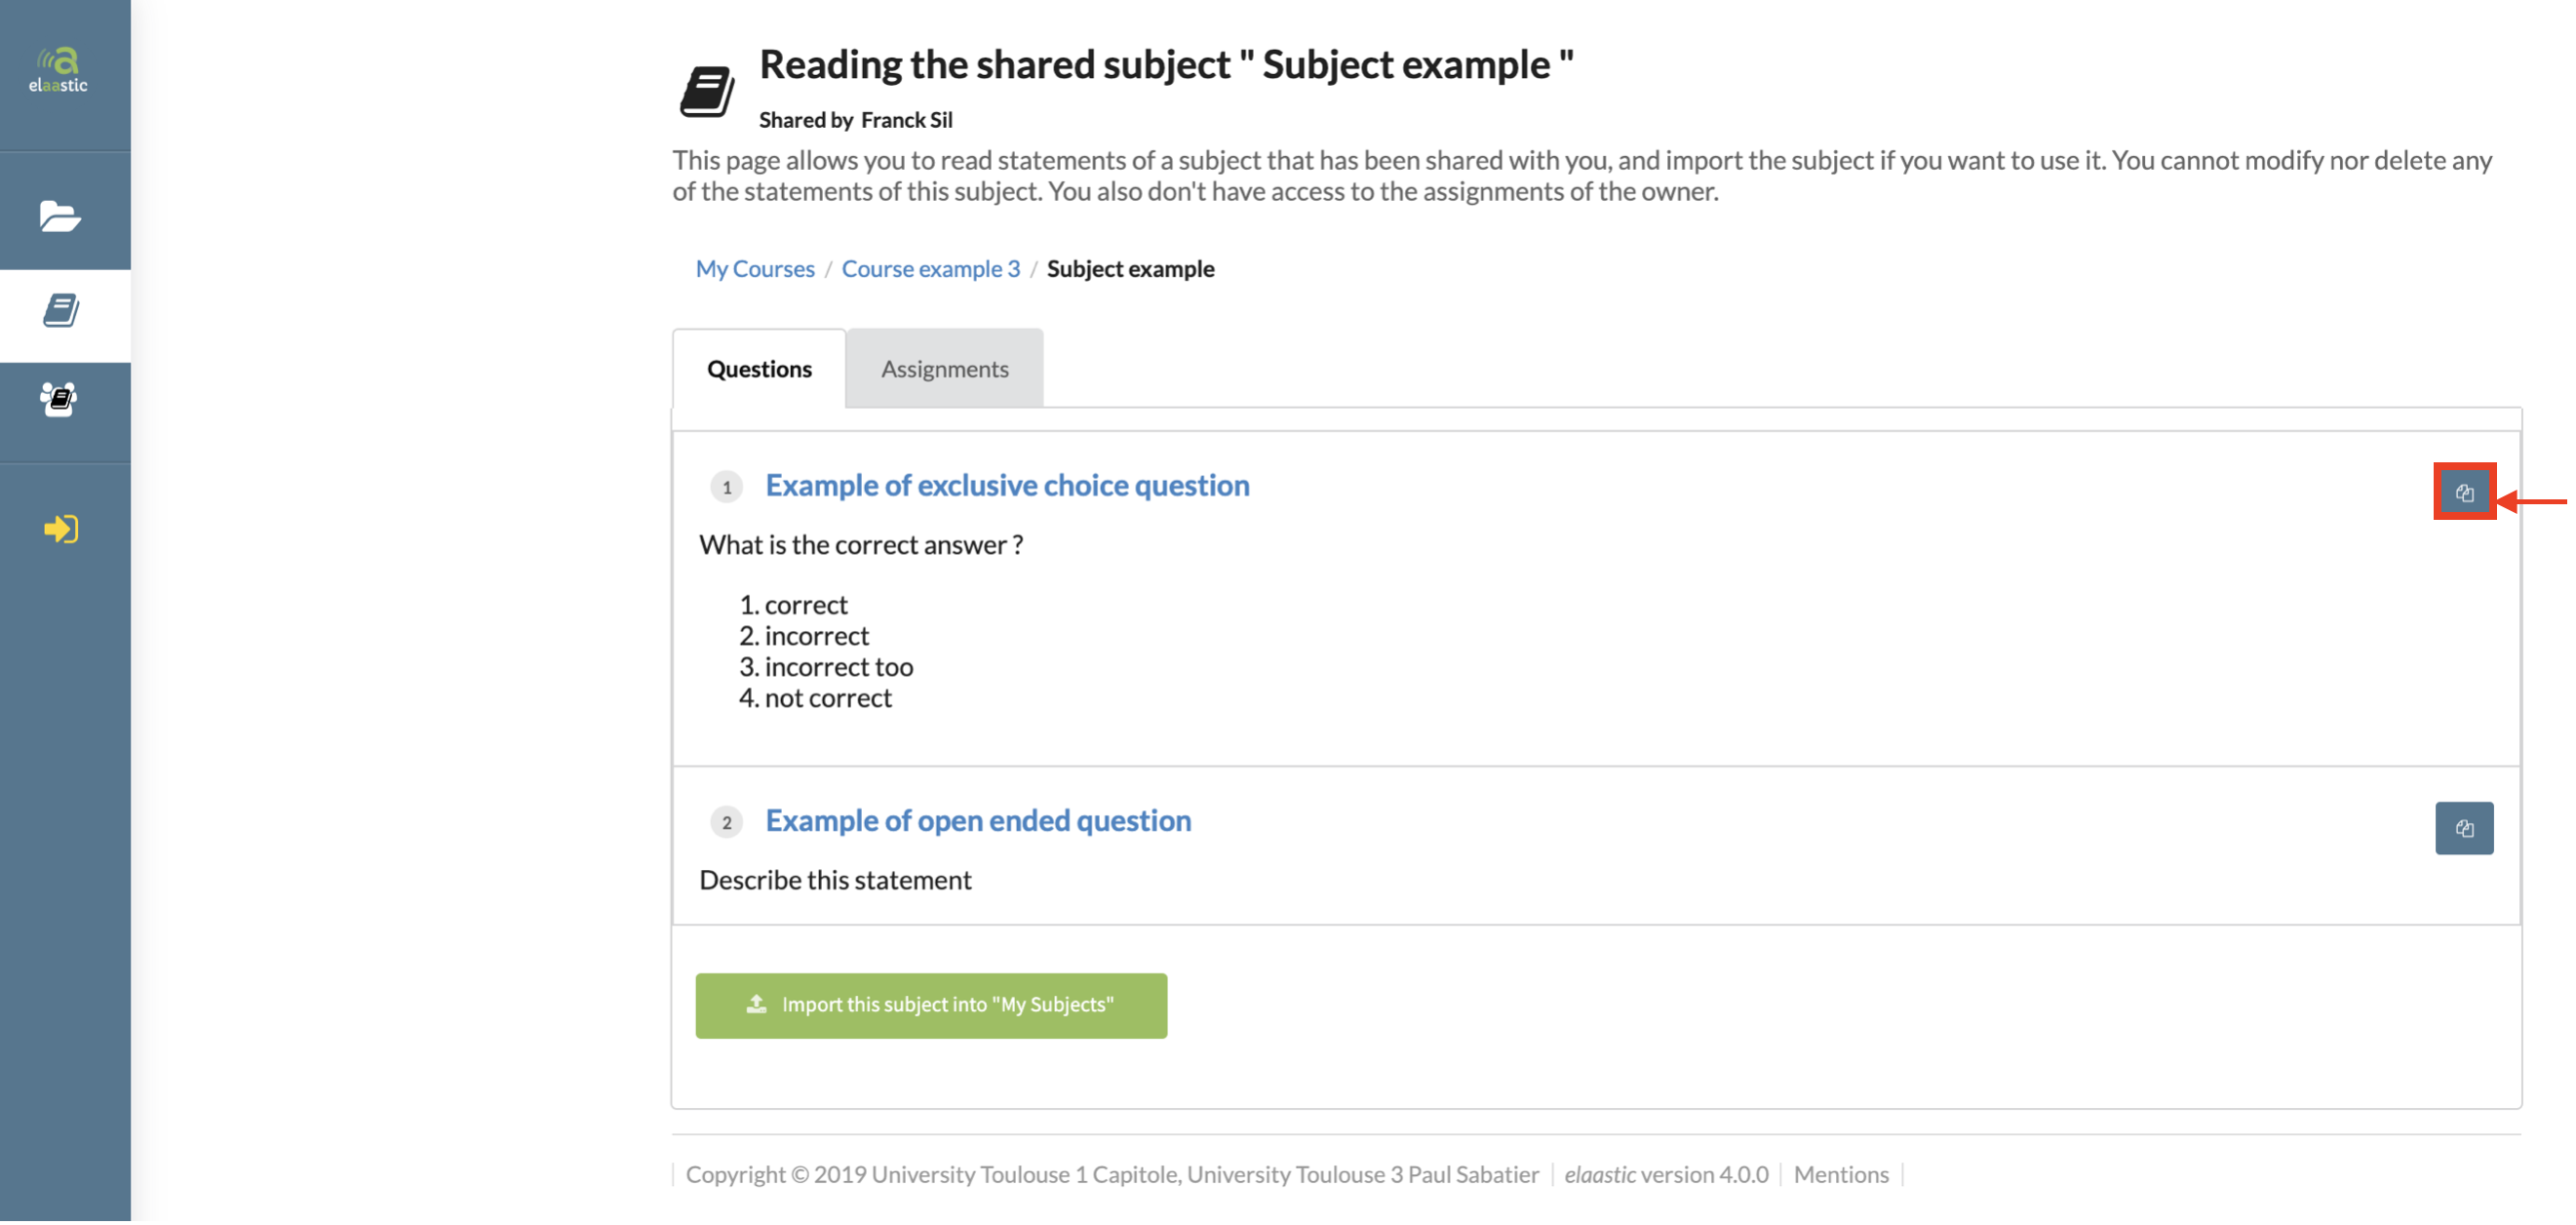 elaastic
Reading the shared subject " Subject example "
Shared by Franck Sil
This page allows you to read statements of a subject that has been shared with you, and import the subject if you want to use it. You cannot modify nor delete any
of the statements of this subject. You also don't have access to the assignments of the owner.
My Courses / Course example 3 / Subject example
Questions Assignments
1 Example of exclusive choice question
What is the correct answer ?
1. correct
2. incorrect
3. incorrect too
4. not correct
2 Example of open ended question
Describe this statement
Import this subject into "My Subjects"
Copyright © 2019 University Toulouse 1 Capitole, University Toulouse 3 Paul Sabatier | elaastic version 4.0.0 | Mentions |